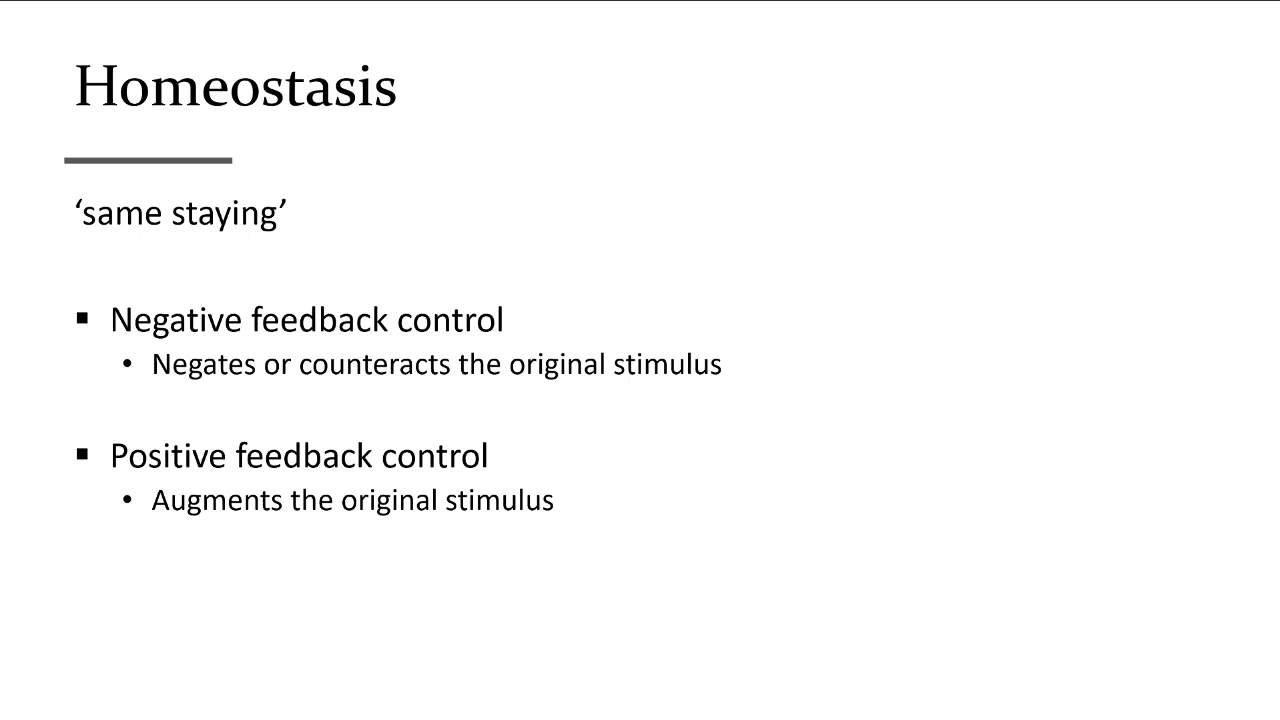 Homeostasis
‘same staying’
▪ Negative feedback control
• Negates or counteracts the original stimulus
▪ Positive feedback control
• Augments the original stimulus